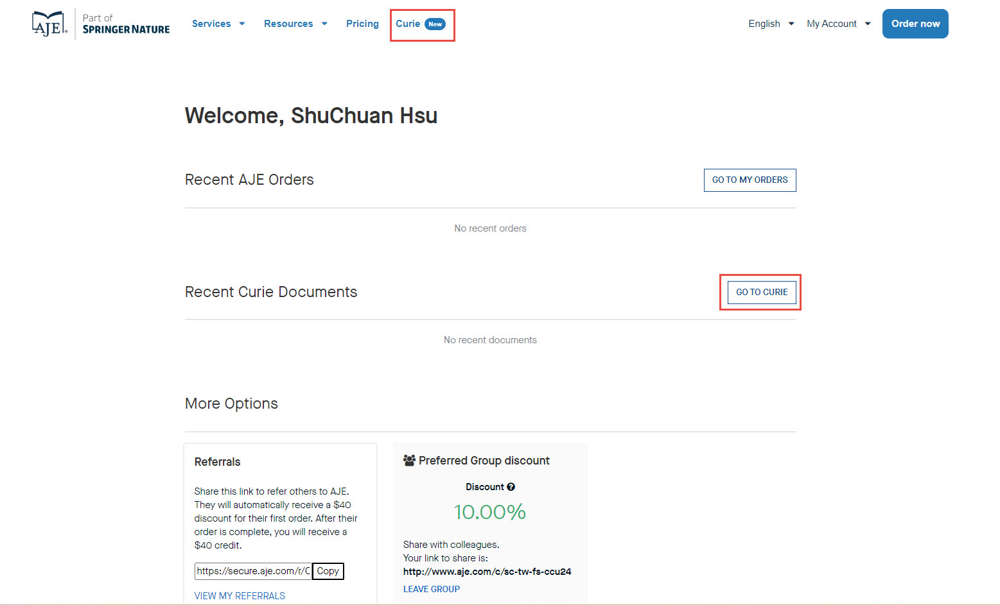 AJE Part of
SPRINGER NATURE
Services Resources Pricing Curie New English My Account Order now
Welcome, ShuChuan Hsu
Recent AJE Orders GO TO MY ORDERS
No recent orders
Recent Curie Documents GO TO CURIE
No recent documents
More Options
Referrals
Share this link to refer others to AJE.
They will automatically receive a $40
discount for their first order. After their
order is complete, you will receive a
$40 credit.
https://secure.aje.com/r/C Copy
VIEW MY REFERRALS
Preferred Group discount
Discount ?
10.00%
Share with colleagues.
Your link to share is:
http://www.aje.com/c/sc-tw-fs-ccu24
LEAVE GROUP